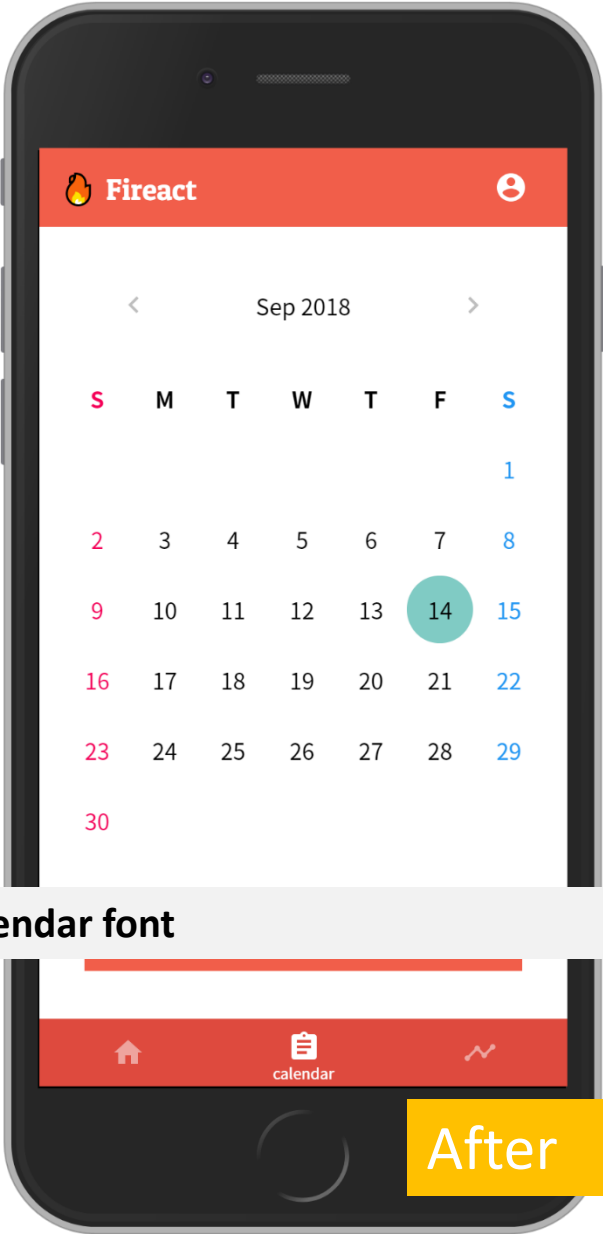 Fireact
Sep 2018
S M T W T F S
1
2 3 4 5 6 7 8
9 10 11 12 13 14 15
16 17 18 19 20 21 22
23 24 25 26 27 28 29
30
endar font
calendar
After